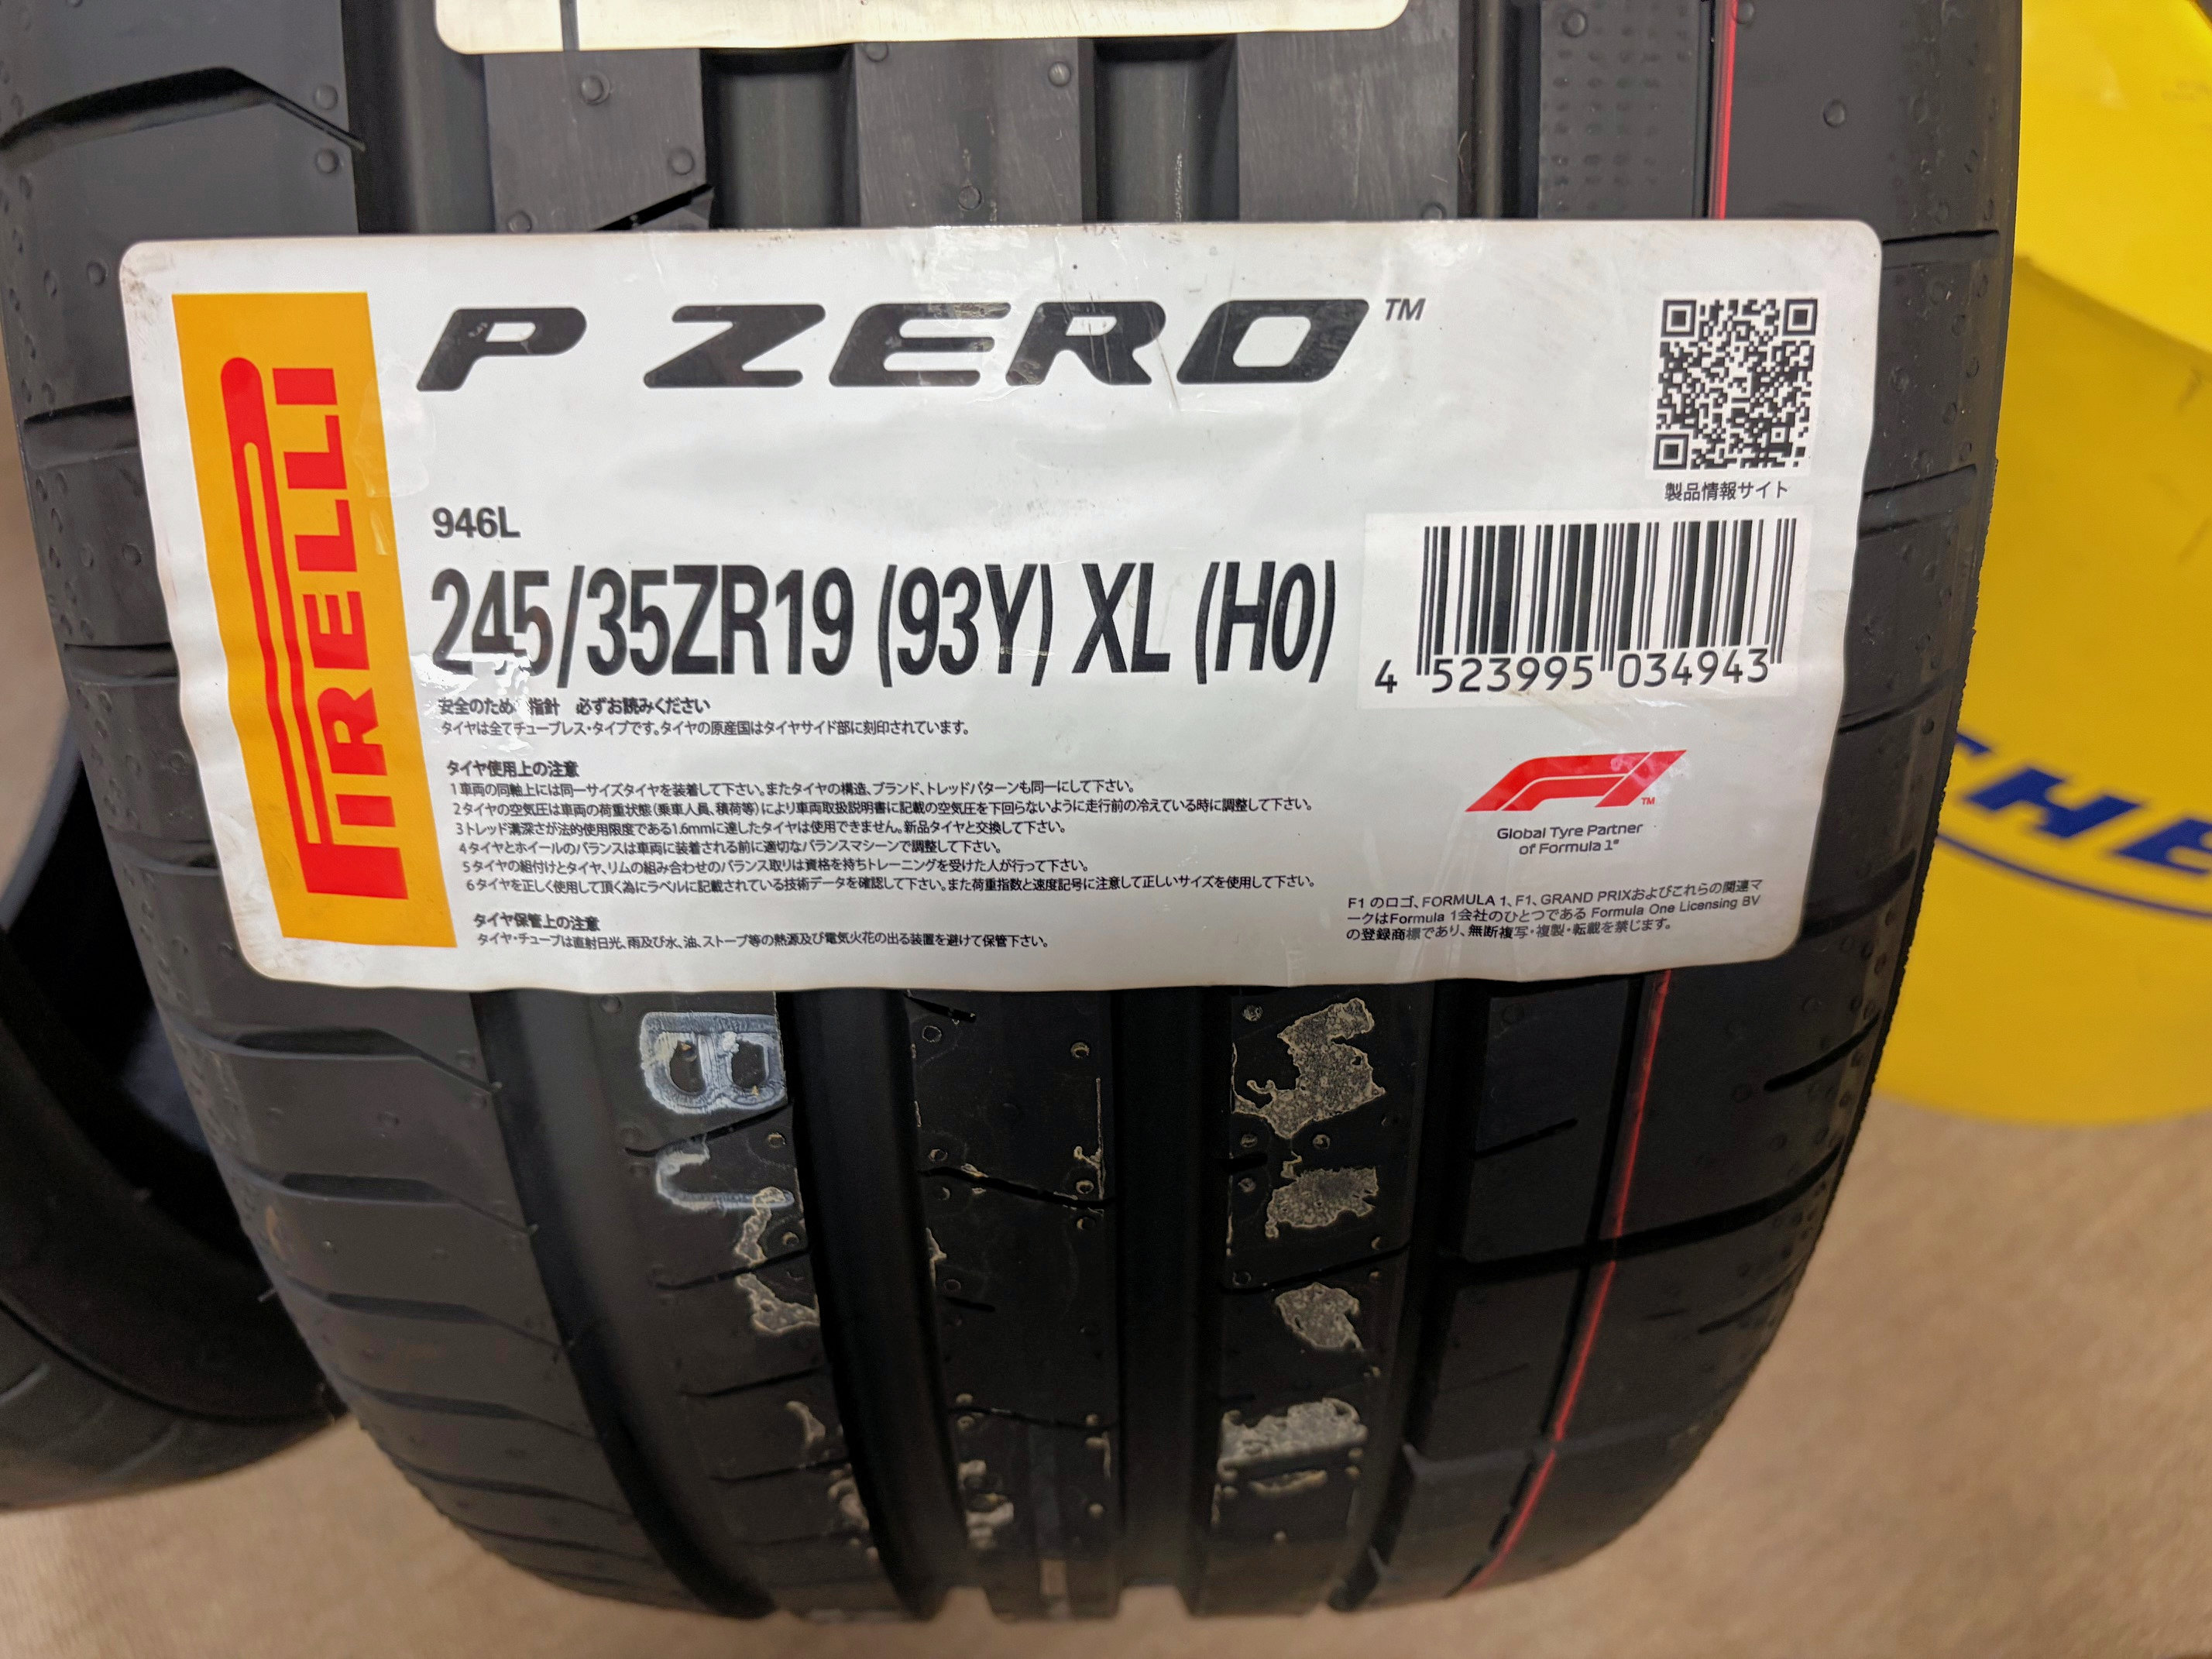 PIRELLI
P ZERO™
製品情報サイト
946L
245/35ZR19 (93Y) XL (H0)
4 523995 034943
安全のため 指針 必ずお読みください
タイヤは全てチューブレス・タイプです。タイヤの原産国はタイヤサイド部に刻印されています。
タイヤ使用上の注意
1車両の同軸上には同一サイズタイヤを装着して下さい。またタイヤの構造、ブランド、トレッドパターンも同一にして下さい。
2タイヤの空気圧は車両の荷重状態(乗車人員、積荷等)により車両取扱説明書に記載の空気圧を下回らないように走行前の冷えている時に調整して下さい。
3トレッド溝深さが法的使用限度である1.6mmに達したタイヤは使用できません。新品タイヤと交換して下さい。
4タイヤとホイールのバランスは車両に装着される前に適切なバランスマシーンで調整して下さい。
5タイヤの組付けとタイヤ、リムの組み合わせのバランス取りは資格を持ちトレーニングを受けた人が行って下さい。
6タイヤを正しく使用して頂く為にラベルに記載されている技術データを確認して下さい。また荷重指数と速度記号に注意して正しいサイズを使用して下さい。
タイヤ保管上の注意
タイヤ・チューブは直射日光、雨及び水、油、ストーブ等の熱源及び電気火花の出る装置を避けて保管下さい。
F1™
Global Tyre Partner
of Formula 1®
F1 のロゴ、FORMULA 1、F1、GRAND PRIXおよびこれらの関連マ
ークはFormula 1会社のひとつである Formula One Licensing BV
の登録商標であり、無断複写・複製・転載を禁じます。